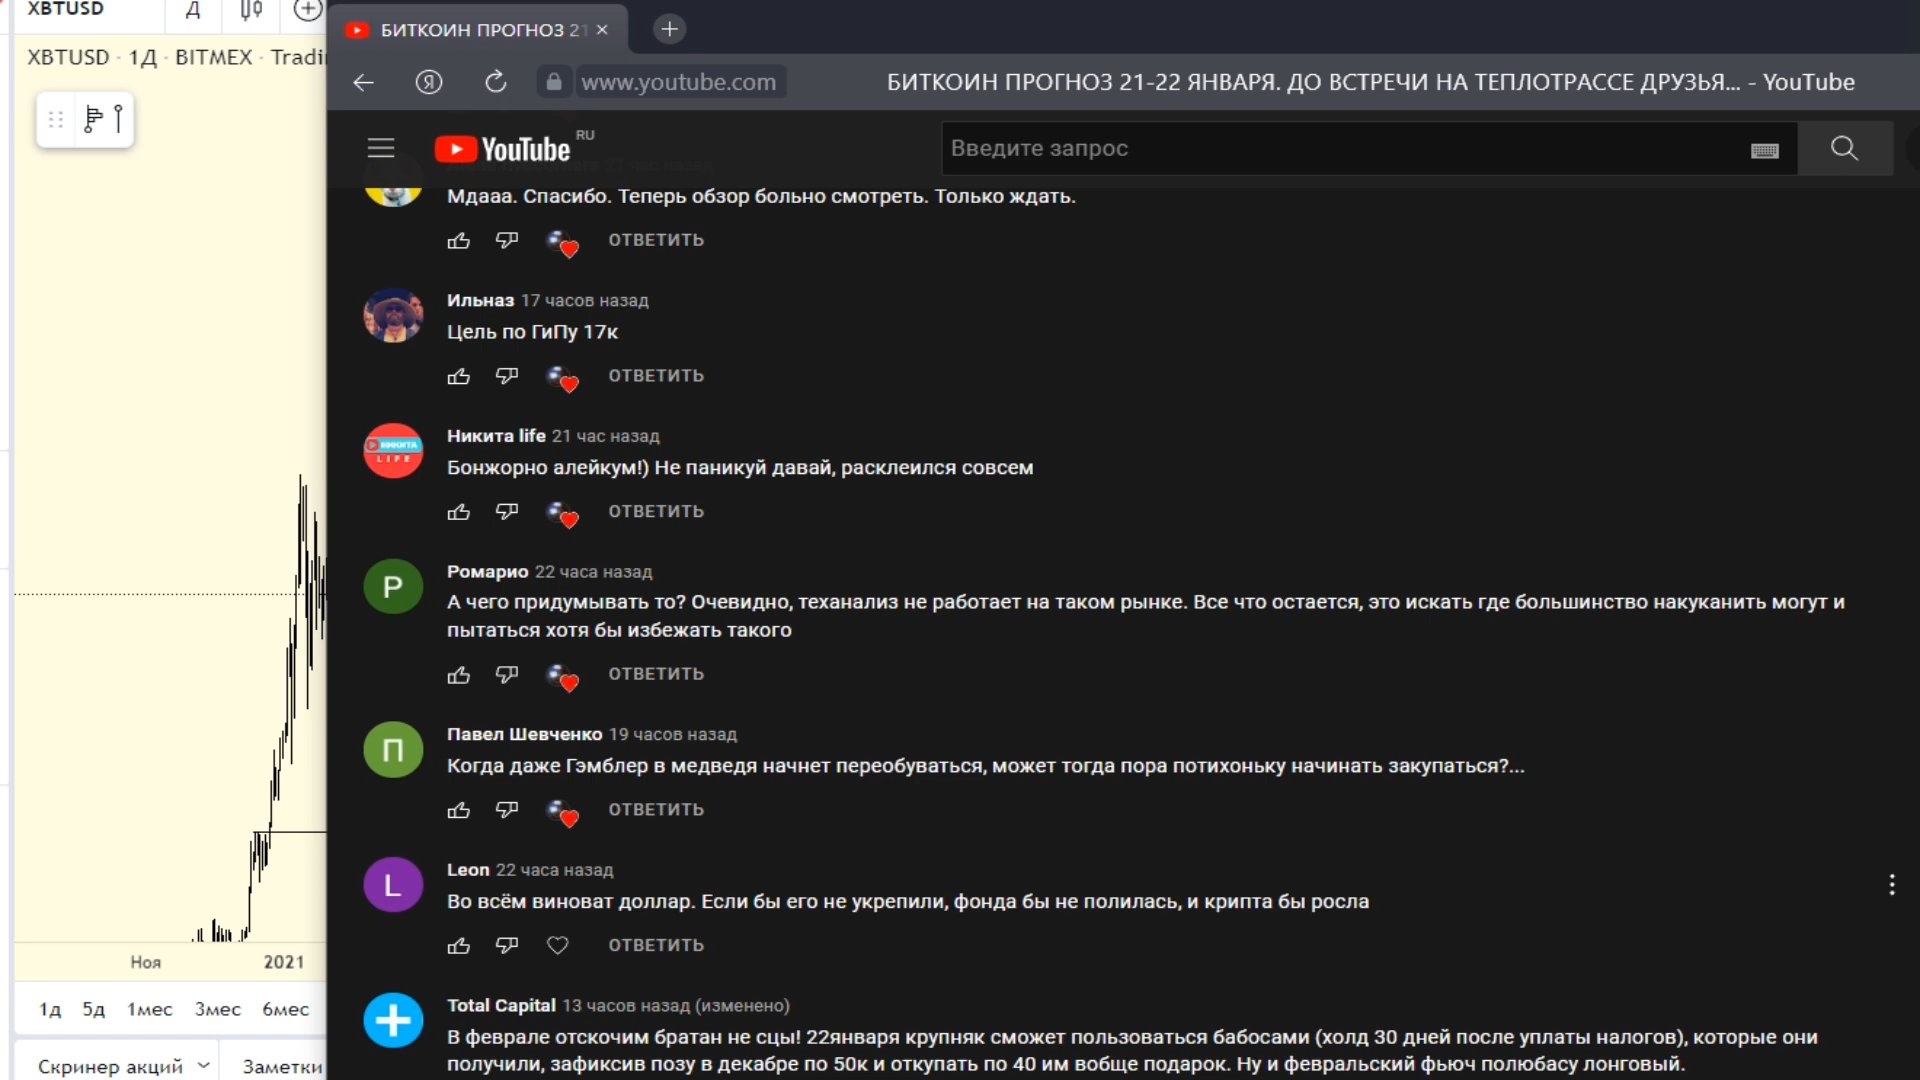 XBTUSD
Д
XBTUSD · 1Д · BITMEX · Tradi
БИТКОИН ПРОГНОЗ 21
www.youtube.com
БИТКОИН ПРОГНОЗ 21-22 ЯНВАРЯ. ДО ВСТРЕЧИ НА ТЕПЛОТРАССЕ ДРУЗЬЯ... - YouTube
YouTube
RU
Введите запрос
Мдааа. Спасибо. Теперь обзор больно смотреть. Только ждать.
ОТВЕТИТЬ
Ильназ 17 часов назад
Цель по ГиПу 17к
ОТВЕТИТЬ
НИКИТА
LIFE
Никита life 21 час назад
Бонжорно алейкум!) Не паникуй давай, расклеился совсем
ОТВЕТИТЬ
Р
Ромарио 22 часа назад
А чего придумывать то? Очевидно, теханализ не работает на таком рынке. Все что остается, это искать где большинство накуканить могут и
пытаться хотя бы избежать такого
ОТВЕТИТЬ
П
Павел Шевченко 19 часов назад
Когда даже Гэмблер в медведя начнет переобуваться, может тогда пора потихоньку начинать закупаться?...
ОТВЕТИТЬ
L
Leon 22 часа назад
Во всём виноват доллар. Если бы его не укрепили, фонда бы не полилась, и крипта бы росла
ОТВЕТИТЬ
Total Capital 13 часов назад (изменено)
В феврале отскочим братан не сцы! 22января крупняк сможет пользоваться бабосами (холд 30 дней после уплаты налогов), которые они
получили, зафиксив позу в декабре по 50к и откупать по 40 им вобще подарок. Ну и февральский фьюч полюбасу лонговый.
Ноя 2021
1д 5д 1мес 3мес 6мес
Скринер акций Заметки